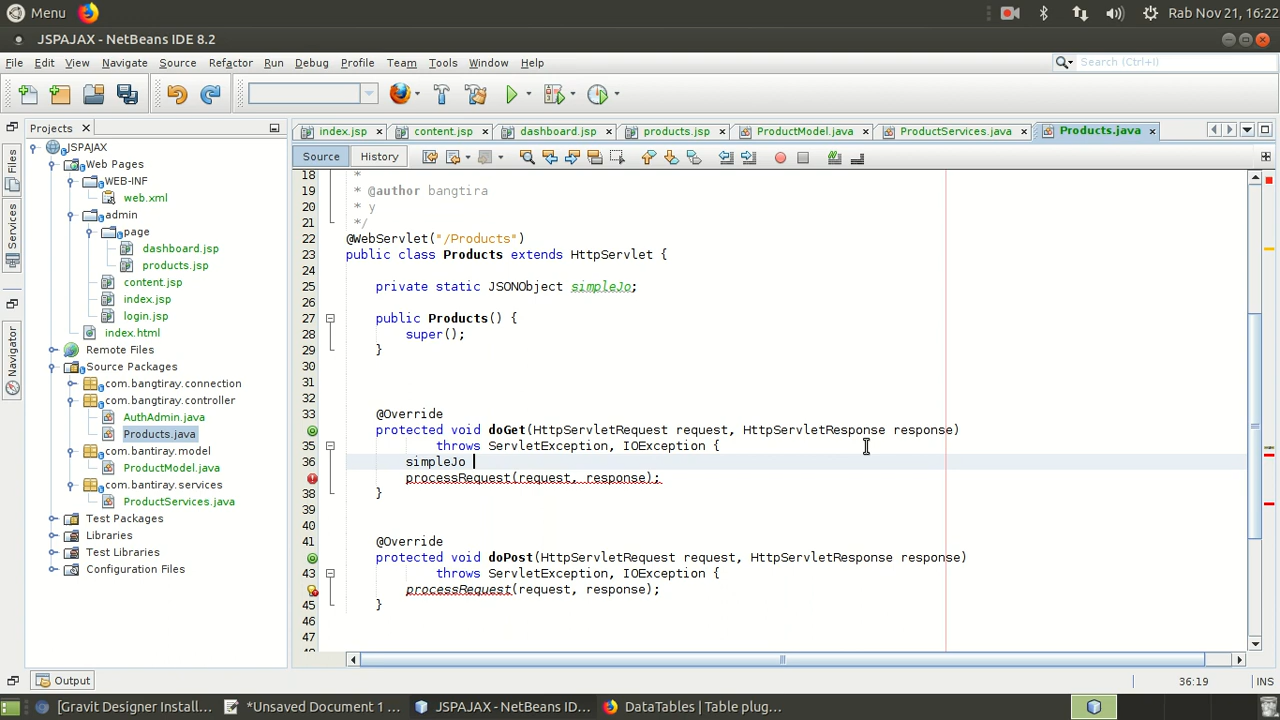 Menu
Rab Nov 21, 16:22
JSPAJAX - NetBeans IDE 8.2
File Edit View Navigate Source Refactor Run Debug Profile Team Tools Window Help
Search (Ctrl+I)
Projects
index.jsp content.jsp dashboard.jsp products.jsp ProductModel.java ProductServices.java Products.java
Source History
Files
Services
Navigator
JSPAJAX
Web Pages
WEB-INF
web.xml
admin
page
dashboard.jsp
products.jsp
content.jsp
index.jsp
login.jsp
index.html
Remote Files
Source Packages
com.bangtiray.connection
com.bangtiray.controller
AuthAdmin.java
Products.java
com.bantiray.model
ProductModel.java
com.bantiray.services
ProductServices.java
Test Packages
Libraries
Test Libraries
Configuration Files
18 *
19 * @author bangtira
20 * y
21 */
22 @WebServlet("/Products")
23 public class Products extends HttpServlet {
24
25 private static JSONObject simpleJo;
26
27 public Products() {
28 super();
29 }
30
31
32
33 @Override
protected void doGet(HttpServletRequest request, HttpServletResponse response)
35 throws ServletException, IOException {
36 simpleJo
processRequest(request, response);
38 }
39
40
41 @Override
protected void doPost(HttpServletRequest request, HttpServletResponse response)
43 throws ServletException, IOException {
processRequest(request, response);
45 }
46
47
Output
36:19
INS
[Gravit Designer Install...
*Unsaved Document 1 ...
JSPAJAX - NetBeans ID...
DataTables | Table plug...